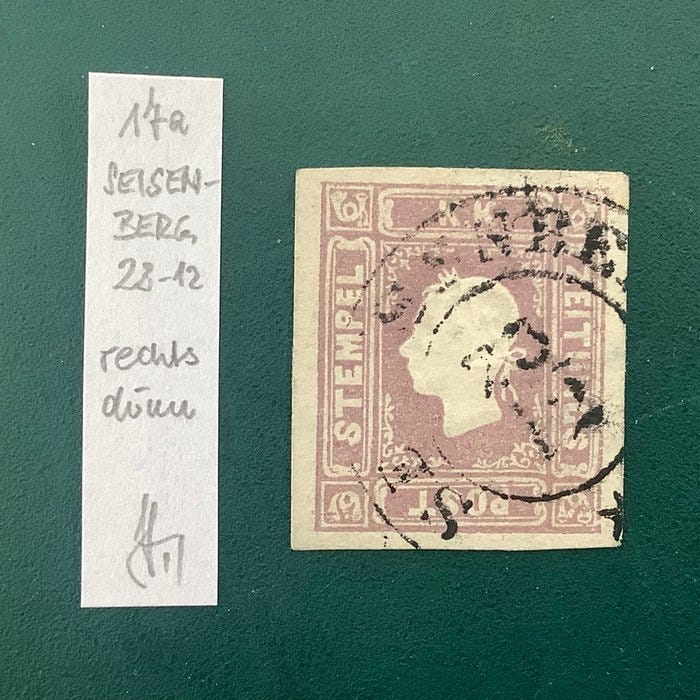 17a
SEISEN-
BERG
28-12
rechts
dünn
K K
STEMPEL
ZEITUNGS
POST